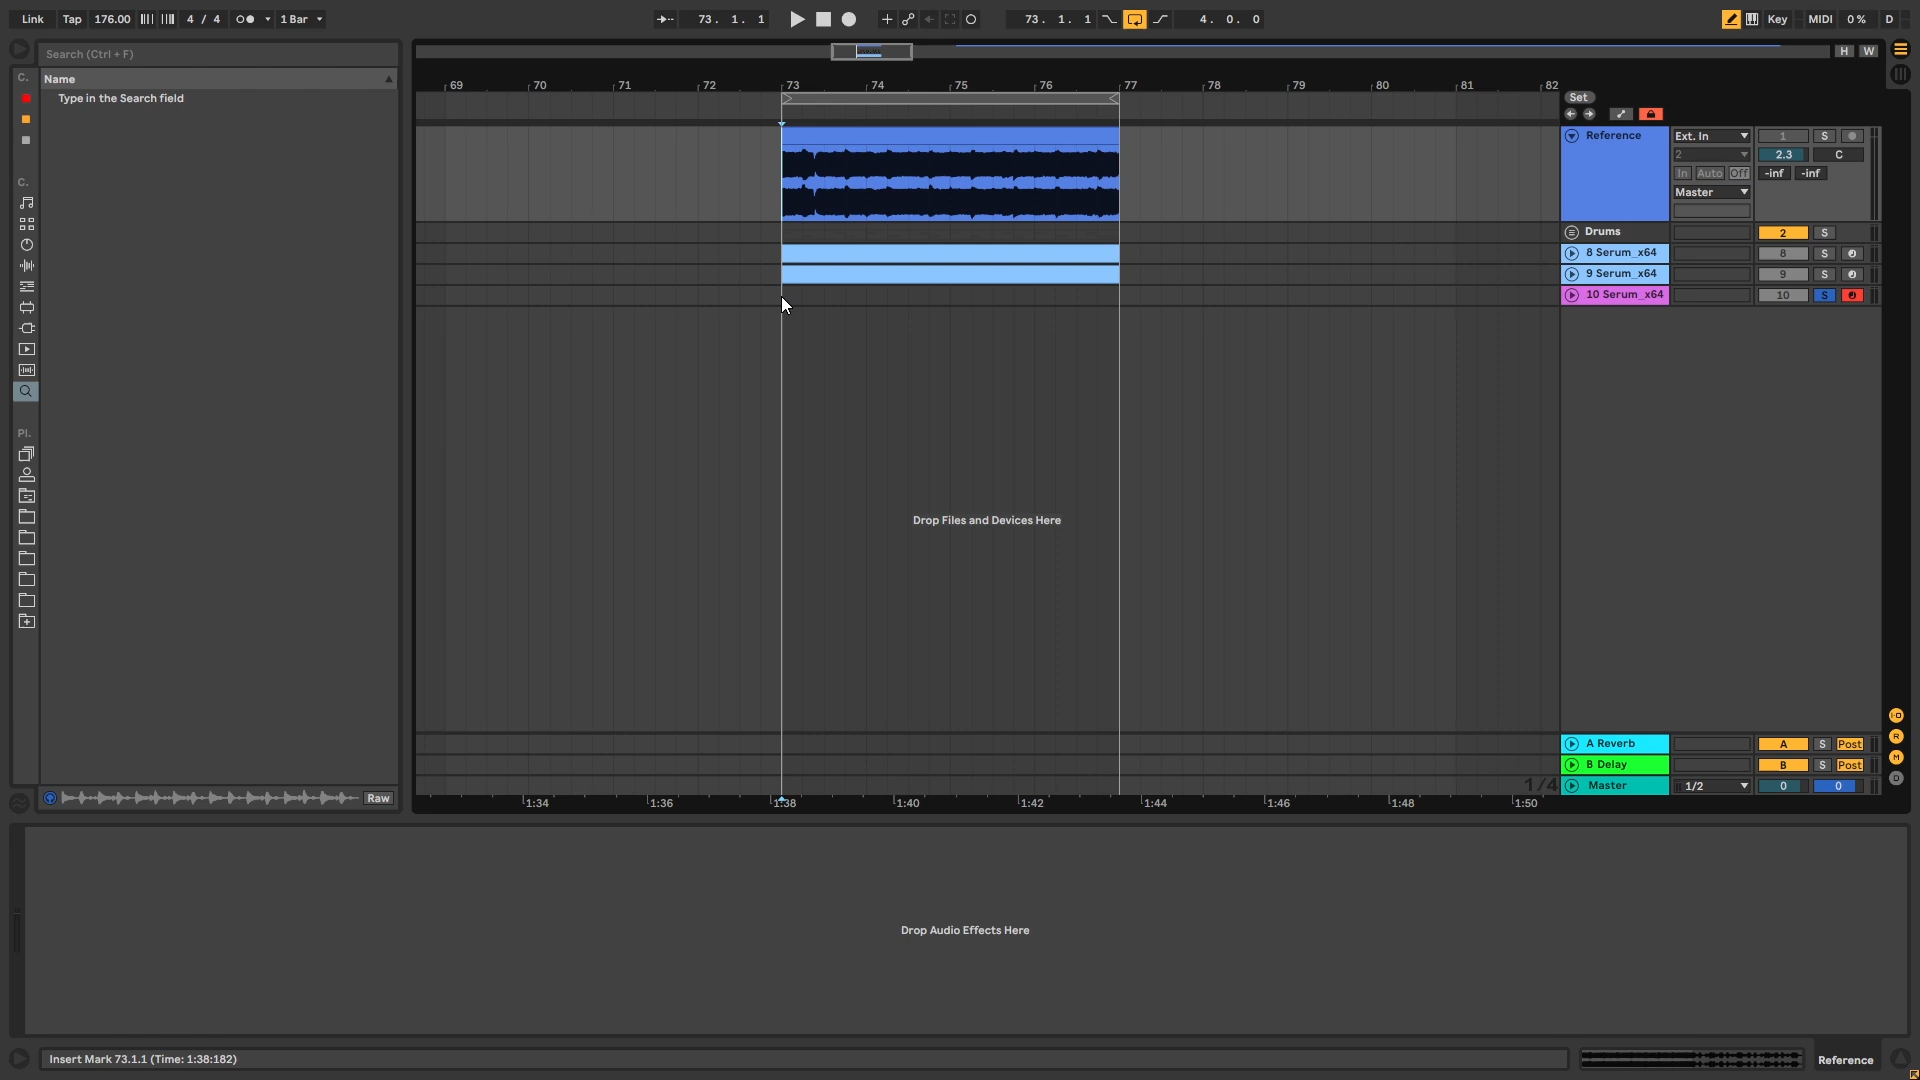 Link Tap 176.00 4 / 4 1 Bar 73. 1. 1 73. 1. 1 4. 0. 0 Key MIDI 0 % D
Search (Ctrl + F)
H W
C.
Name
Type in the Search field
69 70 71 72 73 74 75 76 77 78 79 80 81 82
Set
Reference Ext. In 1 S
2 2.3 C
In Auto Off -inf -inf
Master
C.
Drums 2 S
8 Serum_x64 8 S
9 Serum_x64 9 S
10 Serum_x64 10 S
Pl.
Drop Files and Devices Here
A Reverb A S Post
B Delay B S Post
1/4 Master 1/2 0 0
Raw
1:34 1:36 1:38 1:40 1:42 1:44 1:46 1:48 1:50
I·O
R
M
D
Drop Audio Effects Here
Insert Mark 73.1.1 (Time: 1:38:182)
Reference